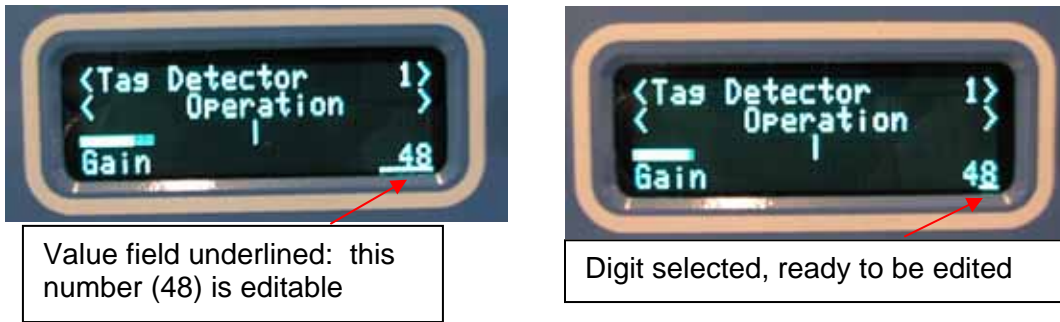 <Tag Detector 1>
< Operation >
Gain 48
Value field underlined: this
number (48) is editable
<Tag Detector 1>
< Operation >
Gain 48
Digit selected, ready to be edited